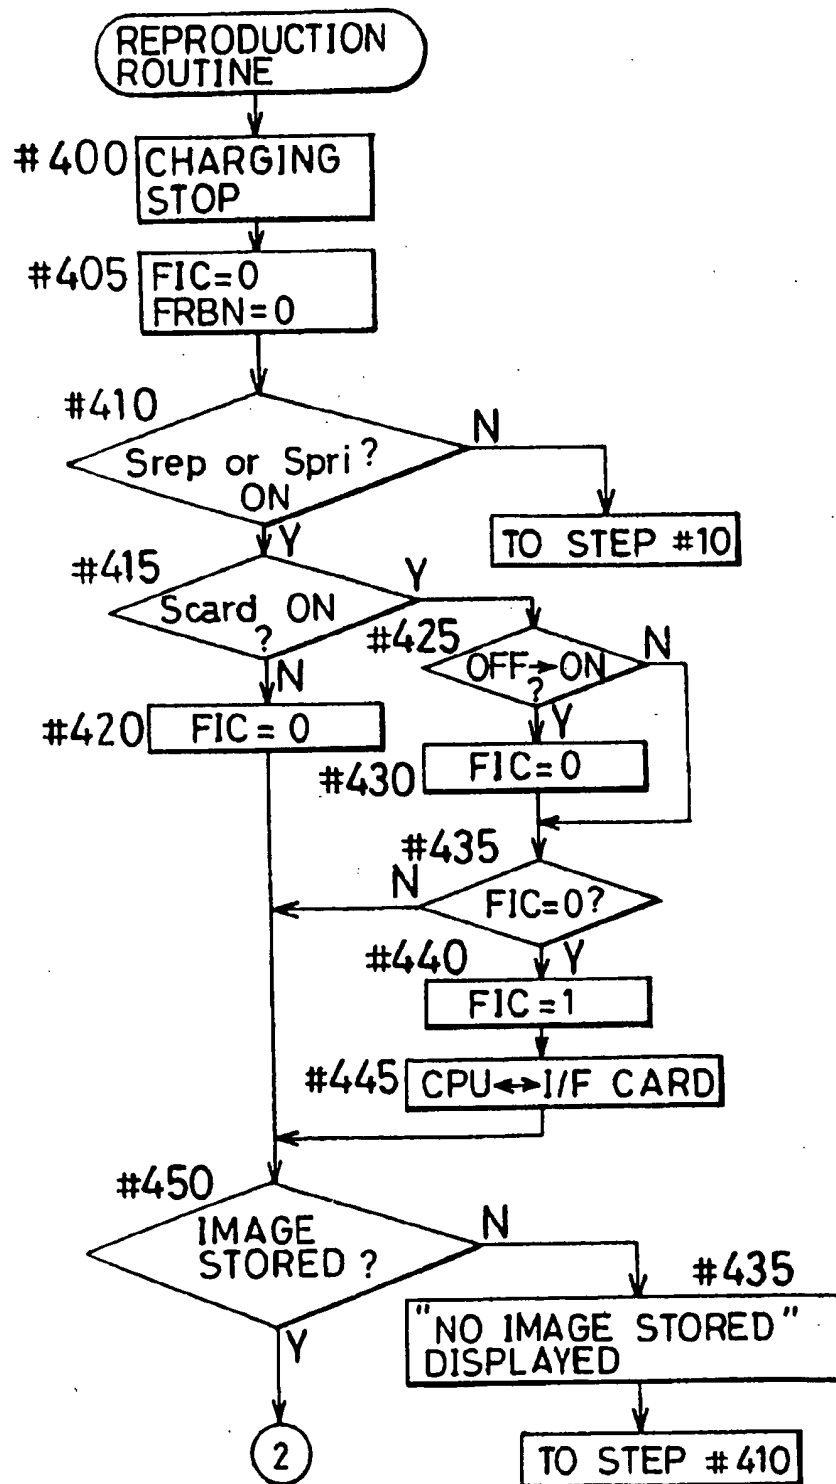 REPRODUCTION
ROUTINE
#400
CHARGING
STOP
#405
FIC=0
FRBN=0
#410
Srep or Spri?
ON
N
TO STEP #10
Y
#415
Scard ON
?
Y
#425
OFF→ON
?
N
N
#420
FIC=0
Y
#430
FIC=0
#435
N
FIC=0?
#440
Y
FIC=1
#445
CPU↔I/F CARD
#450
IMAGE
STORED?
N
#435
"NO IMAGE STORED"
DISPLAYED
Y
2
TO STEP #410